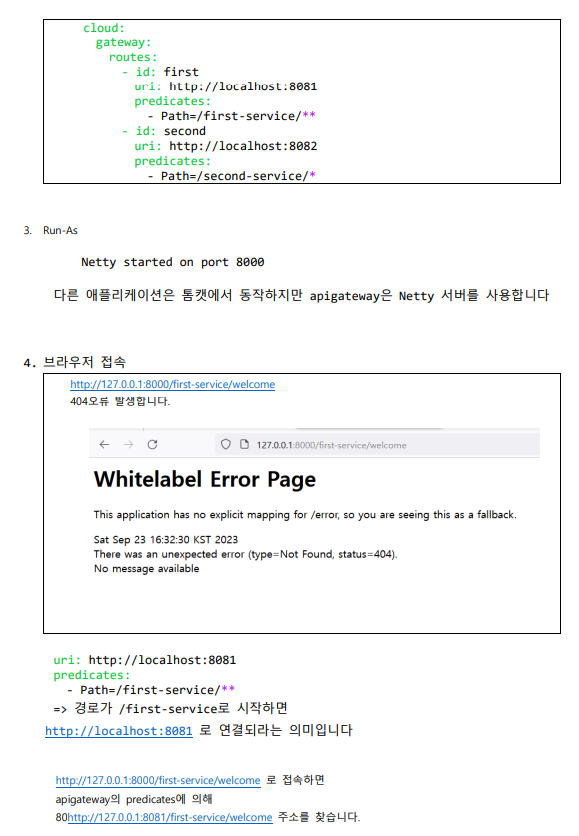 cloud:
gateway:
routes:
- id: first
uri: http://localhost:8081
predicates:
- Path=/first-service/**
- id: second
uri: http://localhost:8082
predicates:
- Path=/second-service/*
3. Run-As
Netty started on port 8000
다른 애플리케이션은 톰캣에서 동작하지만 apigateway은 Netty 서버를 사용합니다
4. 브라우저 접속
http://127.0.0.1:8000/first-service/welcome
404오류 발생합니다.
127.0.0.1:8000/first-service/welcome
Whitelabel Error Page
This application has no explicit mapping for /error, so you are seeing this as a fallback.
Sat Sep 23 16:32:30 KST 2023
There was an unexpected error (type=Not Found, status=404).
No message available
uri: http://localhost:8081
predicates:
- Path=/first-service/**
=> 경로가 /first-service로 시작하면
http://localhost:8081 로 연결되라는 의미입니다
http://127.0.0.1:8000/first-service/welcome 로 접속하면
apigateway의 predicates에 의해
80http://127.0.0.1:8081/first-service/welcome 주소를 찾습니다.